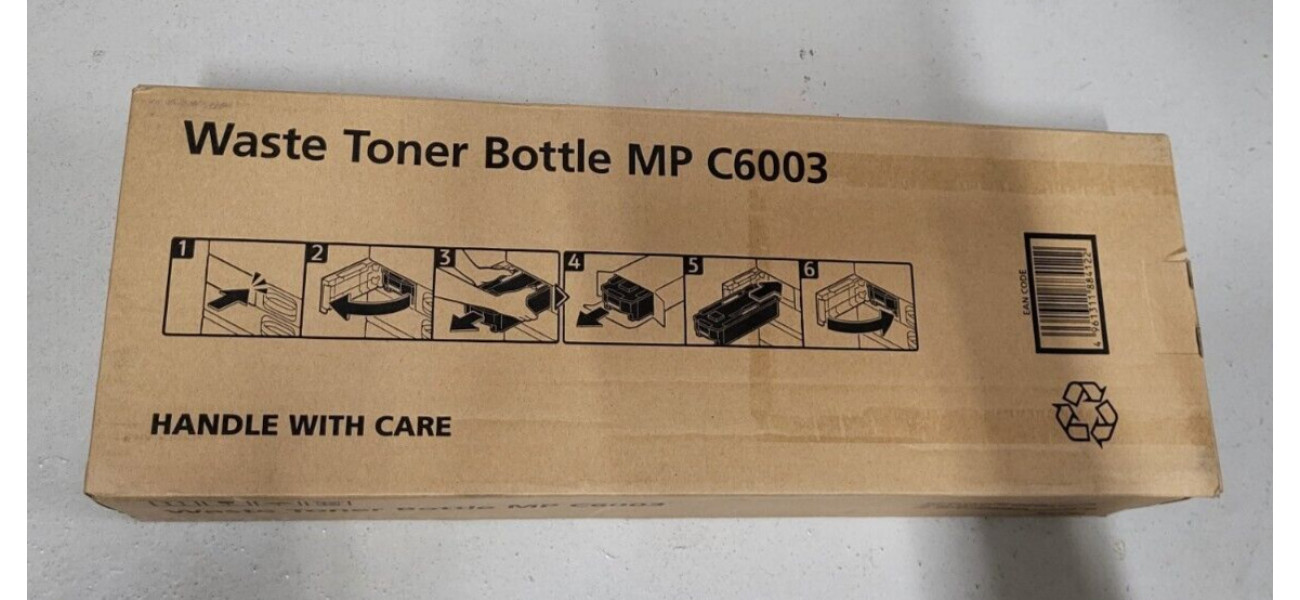 Waste Toner Bottle MP C6003
1
2
3
4
5
6
EAN CODE
HANDLE WITH CARE
Waste Toner Bottle MP C6003